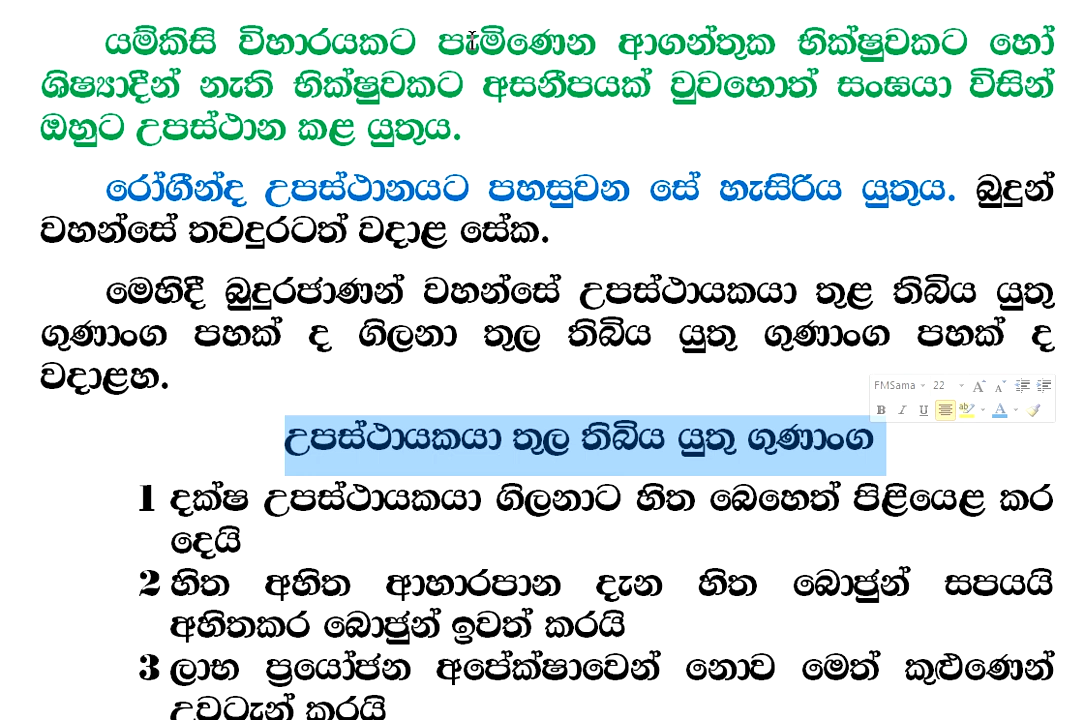 යම්කිසි විහාරයකට පැමිණෙන ආගන්තුක භික්ෂුවකට හෝ
ශිෂ්‍යාදීන් නැති භික්ෂුවකට අසනීපයක් වුවහොත් සංඝයා විසින්
ඔහුට උපස්ථාන කළ යුතුය.
රෝගීන්ද උපස්ථානයට පහසුවන සේ හැසිරිය යුතුය. බුදුන්
වහන්සේ තවදුරටත් වදාළ සේක.
මෙහිදී බුදුරජාණන් වහන්සේ උපස්ථායකයා තුළ තිබිය යුතු
ගුණාංග පහක් ද ගිලනා තුල තිබිය යුතු ගුණාංග පහක් ද
වදාළහ.
FMSama 22
B I U
උපස්ථායකයා තුල තිබිය යුතු ගුණාංග
1 දක්ෂ උපස්ථායකයා ගිලනාට හිත බෙහෙත් පිළියෙළ කර
දෙයි
2 හිත අහිත ආහාරපාන දැන හිත බොජුන් සපයයි
අහිතකර බොජුන් ඉවත් කරයි
3 ලාභ ප්‍රයෝජන අපේක්ෂාවෙන් නොව මෙත් කුළුණෙන්
උවටැන් කරයි